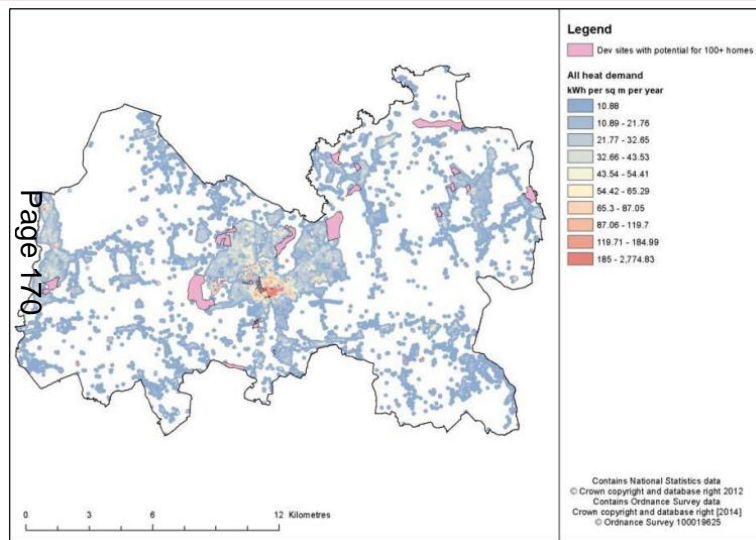 Legend
Dev sites with potential for 100+ homes
All heat demand
kWh per sq m per year
10.88
10.89 - 21.76
21.77 - 32.65
32.66 - 43.53
43.54 - 54.41
54.42 - 65.29
65.3 - 87.05
87.06 - 119.7
119.71 - 184.99
185 - 2,774.83
Page 170
0 3 6 12 Kilometres
Contains National Statistics data
© Crown copyright and database right 2012
Contains Ordnance Survey data
Crown copyright and database right [2014]
© Ordnance Survey 100019625